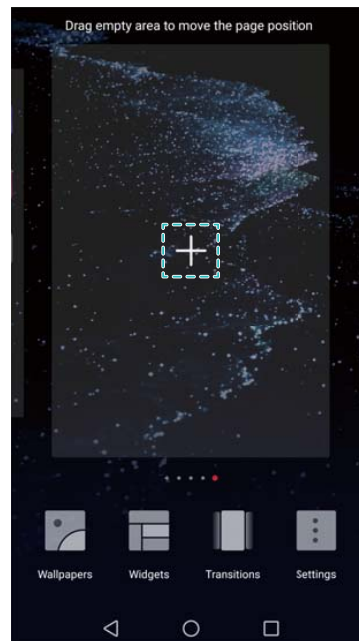 Drag empty area to move the page position
Wallpapers
Widgets
Transitions
Settings